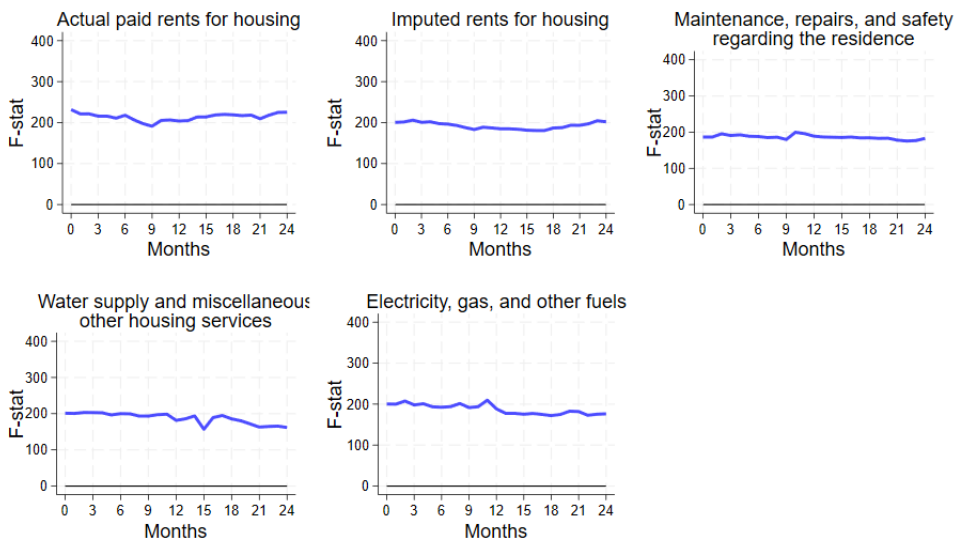 Actual paid rents for housing
400
300
200
100
0
F-stat
0 3 6 9 12 15 18 21 24
Months
Imputed rents for housing
400
300
200
100
0
F-stat
0 3 6 9 12 15 18 21 24
Months
Maintenance, repairs, and safety
regarding the residence
400
300
200
100
0
F-stat
0 3 6 9 12 15 18 21 24
Months
Water supply and miscellaneous
other housing services
400
300
200
100
0
F-stat
0 3 6 9 12 15 18 21 24
Months
Electricity, gas, and other fuels
400
300
200
100
0
F-stat
0 3 6 9 12 15 18 21 24
Months